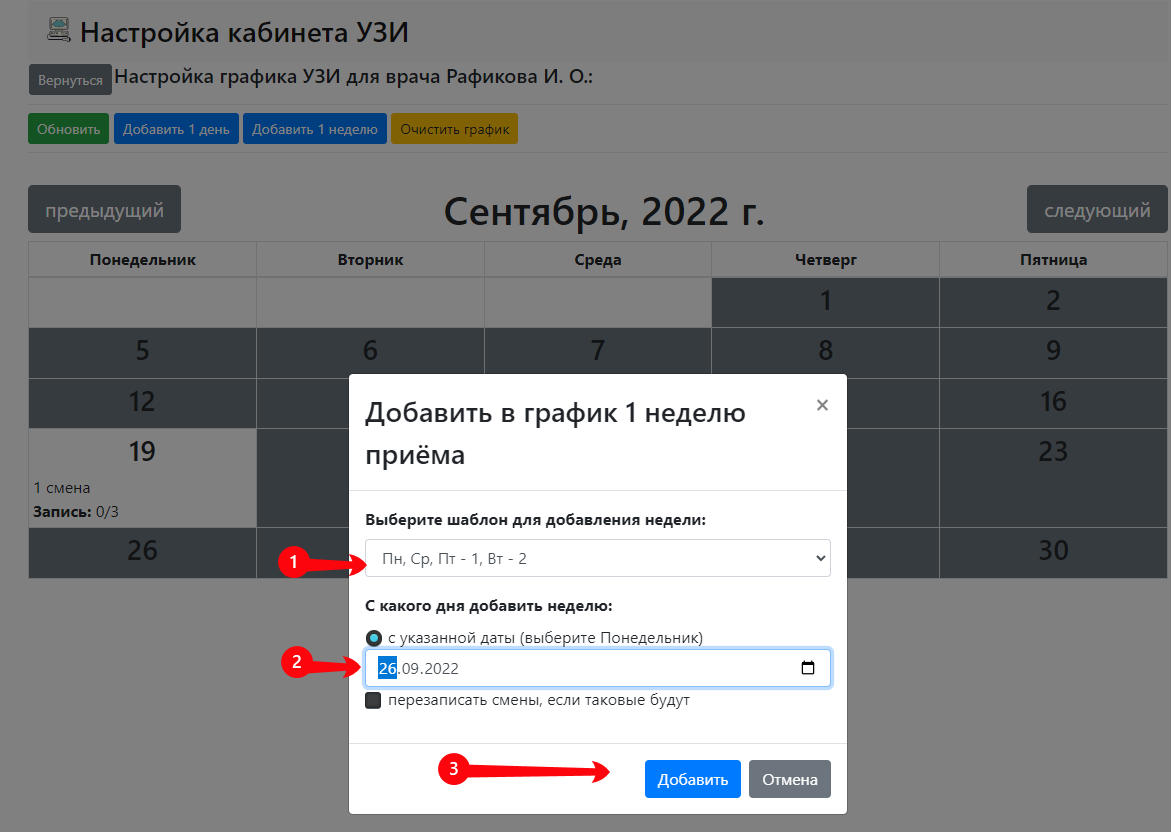 Настройка кабинета УЗИ
Вернуться Настройка графика УЗИ для врача Рафикова И. О.:
Обновить Добавить 1 день Добавить 1 неделю Очистить график
предыдущий Сентябрь, 2022 г. следующий
Понедельник Вторник Среда Четверг Пятница
1 2
5 6 7 8 9
12 16
19 23
1 смена
Запись: 0/3
26 30
Добавить в график 1 неделю ×
приёма
Выберите шаблон для добавления недели:
1 Пн, Ср, Пт - 1, Вт - 2
С какого дня добавить неделю:
с указанной даты (выберите Понедельник)
2 26.09.2022
перезаписать смены, если таковые будут
3 Добавить Отмена